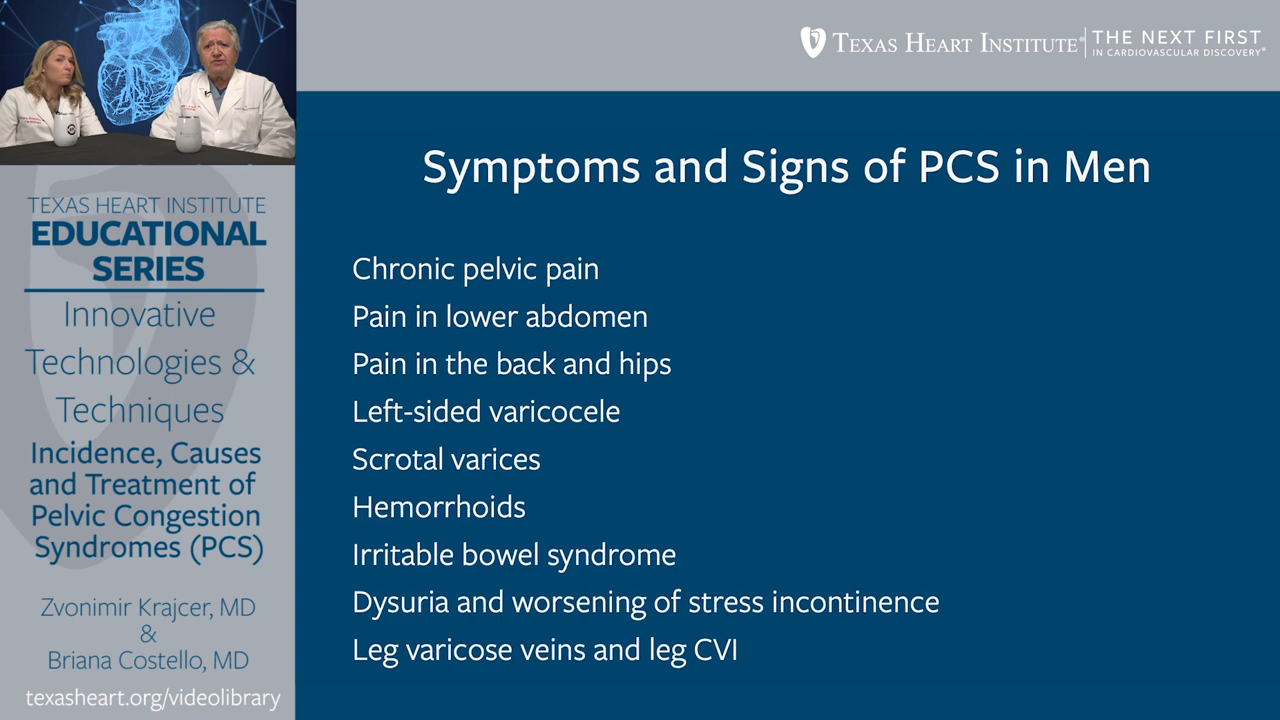 TEXAS HEART INSTITUTE® THE NEXT FIRST
IN CARDIOVASCULAR DISCOVERY®
TEXAS HEART INSTITUTE
EDUCATIONAL
SERIES
Innovative
Technologies &
Techniques
Incidence, Causes
and Treatment of
Pelvic Congestion
Syndromes (PCS)
Zvonimir Krajcer, MD
&
Briana Costello, MD
texasheart.org/videolibrary
Symptoms and Signs of PCS in Men
Chronic pelvic pain
Pain in lower abdomen
Pain in the back and hips
Left-sided varicocele
Scrotal varices
Hemorrhoids
Irritable bowel syndrome
Dysuria and worsening of stress incontinence
Leg varicose veins and leg CVI